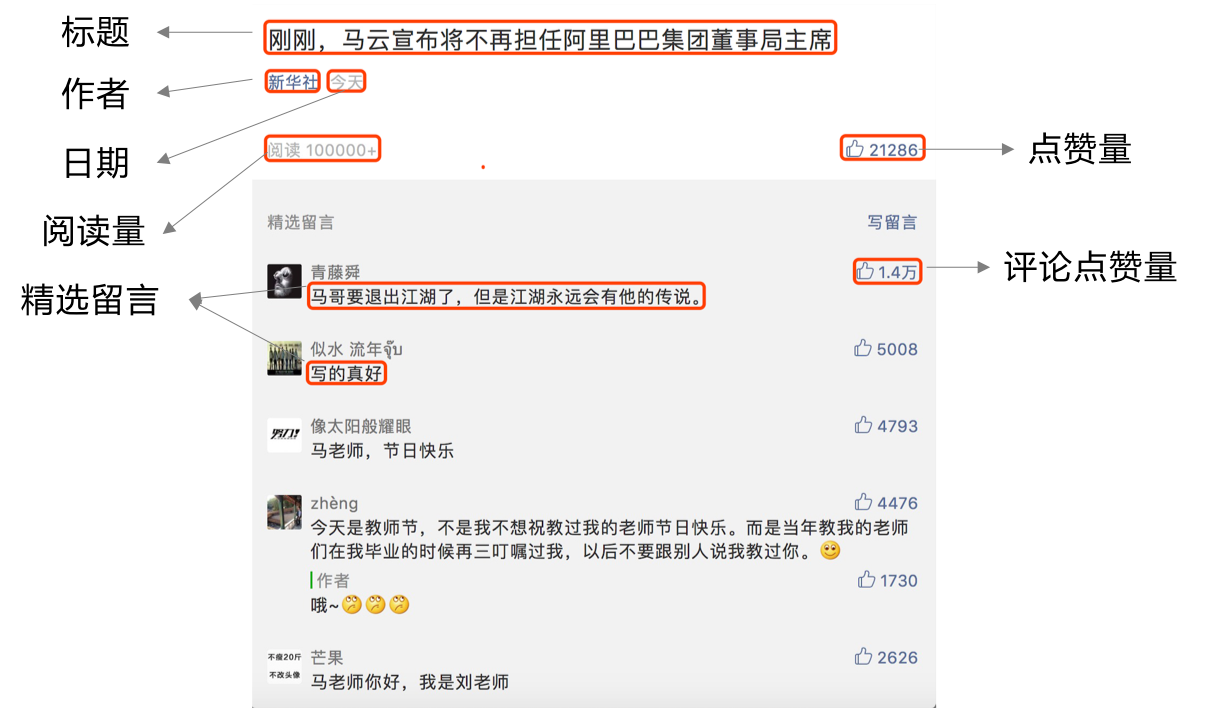 标题
刚刚，马云宣布将不再担任阿里巴巴集团董事局主席
作者
新华社 今天
日期
阅读 100000+
21286
点赞量
阅读量
精选留言
写留言
青藤舜
1.4万
评论点赞量
马哥要退出江湖了，但是江湖永远会有他的传说。
精选留言
似水 流年จุ๊บ
5008
写的真好
努力!
像太阳般耀眼
4793
马老师，节日快乐
zhèng
4476
今天是教师节，不是我不想祝教过我的老师节日快乐。而是当年教我的老师
们在我毕业的时候再三叮嘱过我，以后不要跟别人说我教过你。😊
作者
1730
哦~🤔🤔🤔
不瘦20斤
不改头像
芒果
2626
马老师你好，我是刘老师